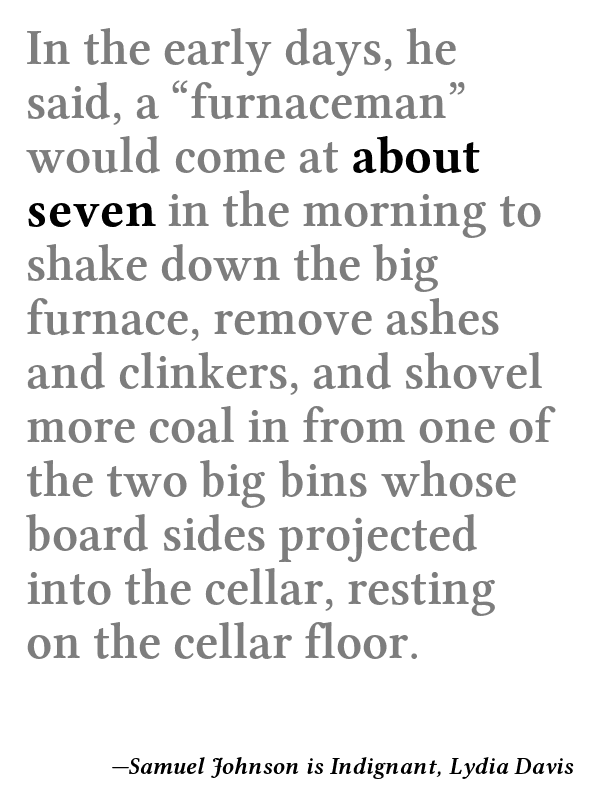 In the early days, he
said, a “furnaceman”
would come at about
seven in the morning to
shake down the big
furnace, remove ashes
and clinkers, and shovel
more coal in from one of
the two big bins whose
board sides projected
into the cellar, resting
on the cellar floor.
—Samuel Johnson is Indignant, Lydia Davis